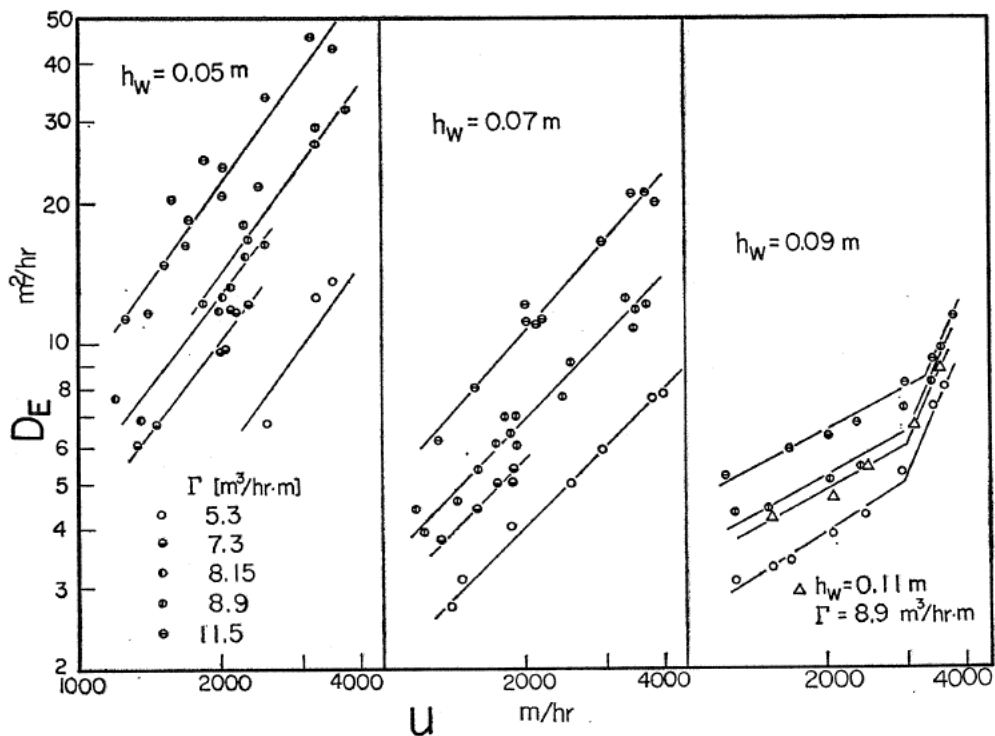 50
40
30
20
10
8
6
5
4
3
2
m²/hr
D_E
h_w = 0.05 m
h_w = 0.07 m
h_w = 0.09 m
Γ [m³/hr·m]
5.3
7.3
8.15
8.9
11.5
h_w = 0.11 m
Γ = 8.9 m³/hr·m
1000 2000 4000 2000 4000 2000 4000
u m/hr